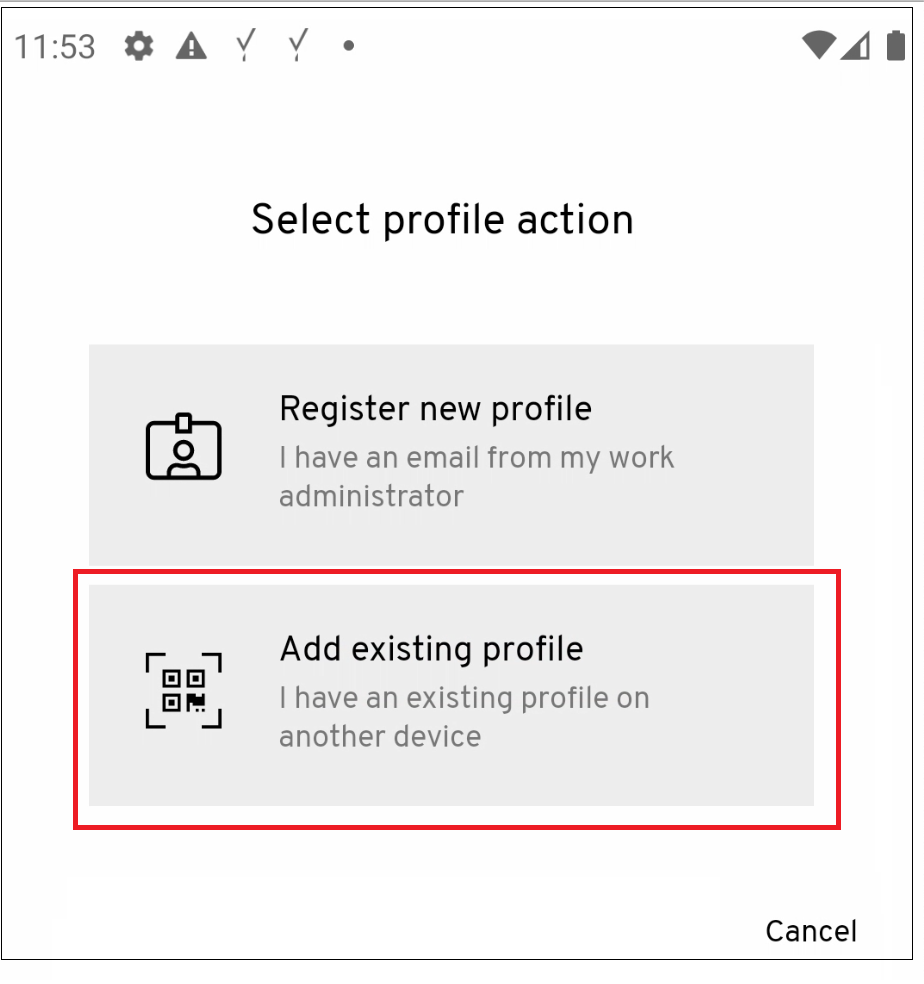 11:53
Select profile action
Register new profile
I have an email from my work
administrator
Add existing profile
I have an existing profile on
another device
Cancel